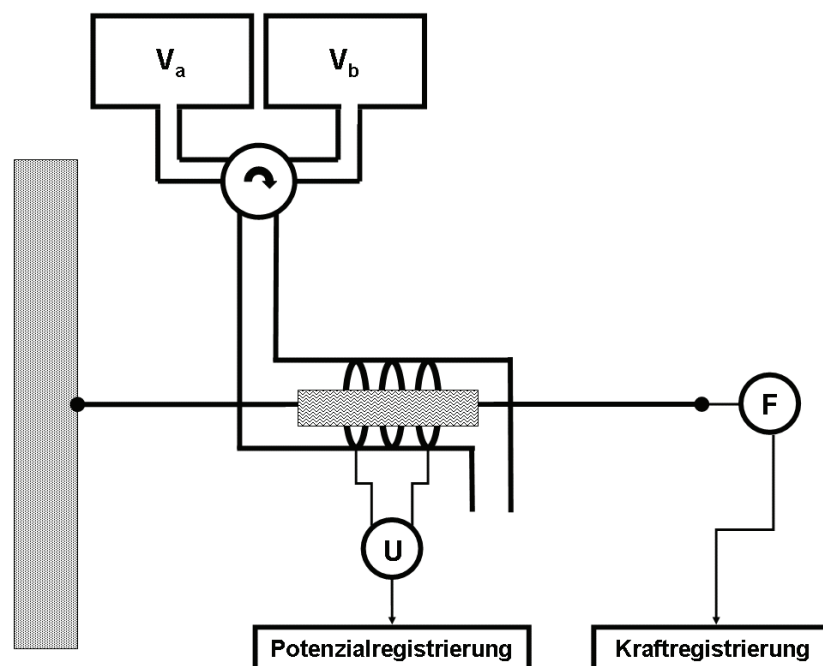 Va
Vb
F
U
Potenzialregistrierung
Kraftregistrierung